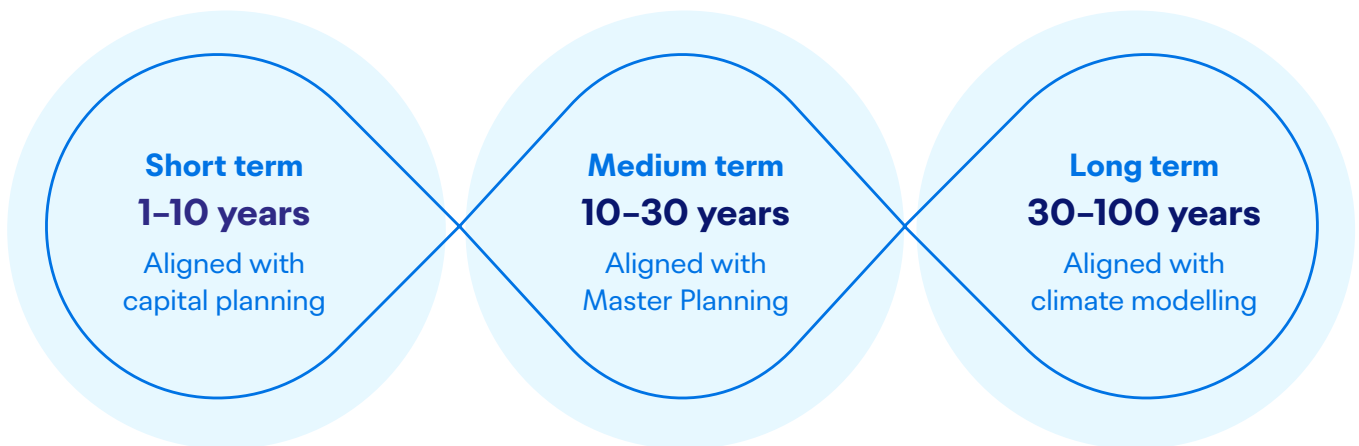 Short term
1–10 years
Aligned with
capital planning
Medium term
10–30 years
Aligned with
Master Planning
Long term
30–100 years
Aligned with
climate modelling